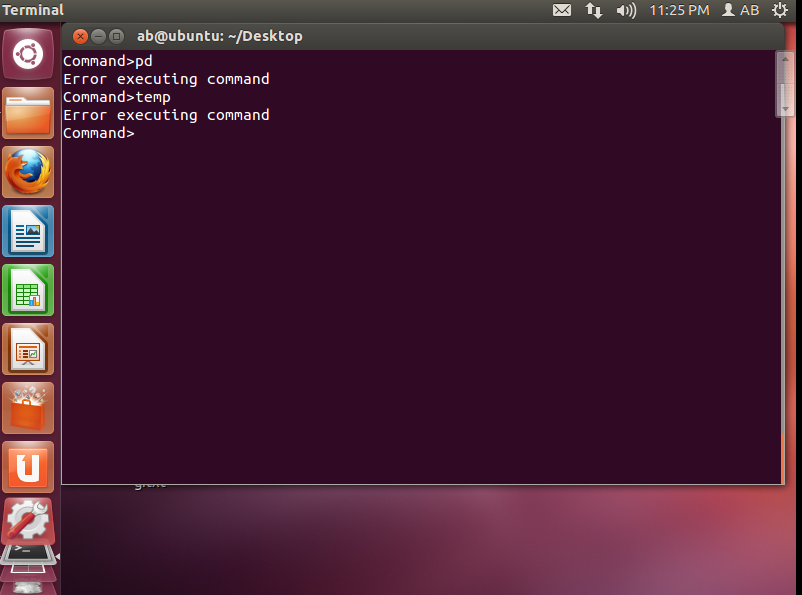 Terminal
11:25 PM
AB
ab@ubuntu: ~/Desktop
Command>pd
Error executing command
Command>temp
Error executing command
Command>